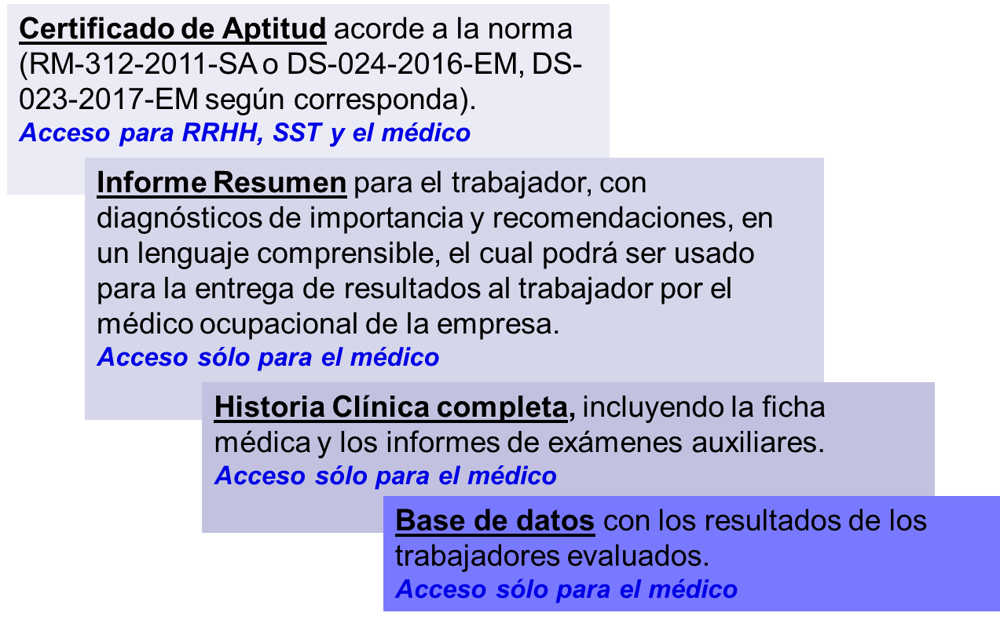 Certificado de Aptitud acorde a la norma
(RM-312-2011-SA o DS-024-2016-EM, DS-
023-2017-EM según corresponda).
Acceso para RRHH, SST y el médico
Informe Resumen para el trabajador, con
diagnósticos de importancia y recomendaciones, en
un lenguaje comprensible, el cual podrá ser usado
para la entrega de resultados al trabajador por el
médico ocupacional de la empresa.
Acceso sólo para el médico
Historia Clínica completa, incluyendo la ficha
médica y los informes de exámenes auxiliares.
Acceso sólo para el médico
Base de datos con los resultados de los
trabajadores evaluados.
Acceso sólo para el médico